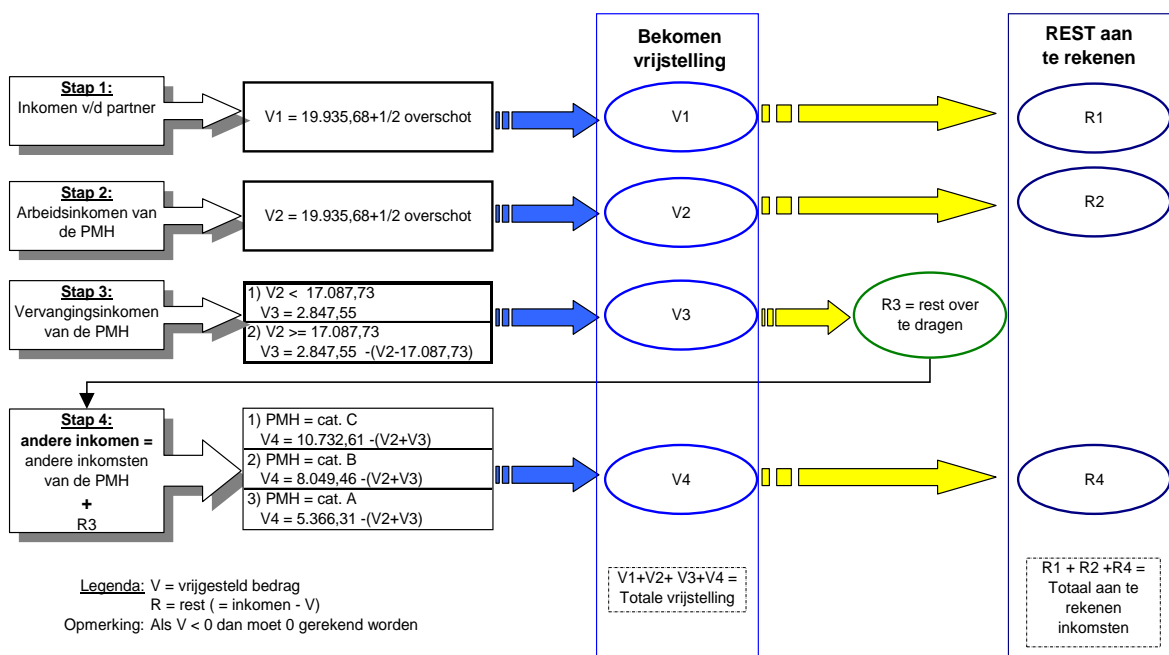 Bekomen
vrijstelling
REST aan
te rekenen
Stap 1:
Inkomen v/d partner
V1 = 19.935,68+1/2 overschot
V1
R1
Stap 2:
Arbeidsinkomen van
de PMH
V2 = 19.935,68+1/2 overschot
V2
R2
Stap 3:
Vervangingsinkomen
van de PMH
1) V2 < 17.087,73
V3 = 2.847,55
2) V2 >= 17.087,73
V3 = 2.847,55 -(V2-17.087,73)
V3
R3 = rest over
te dragen
Stap 4:
andere inkomen =
andere inkomsten
van de PMH
+
R3
1) PMH = cat. C
V4 = 10.732,61 -(V2+V3)
2) PMH = cat. B
V4 = 8.049,46 -(V2+V3)
3) PMH = cat. A
V4 = 5.366,31 -(V2+V3)
V4
R4
Legenda: V = vrijgesteld bedrag
R = rest ( = inkomen - V)
Opmerking: Als V < 0 dan moet 0 gerekend worden
V1+V2+ V3+V4 =
Totale vrijstelling
R1 + R2 +R4 =
Totaal aan te
rekenen
inkomsten